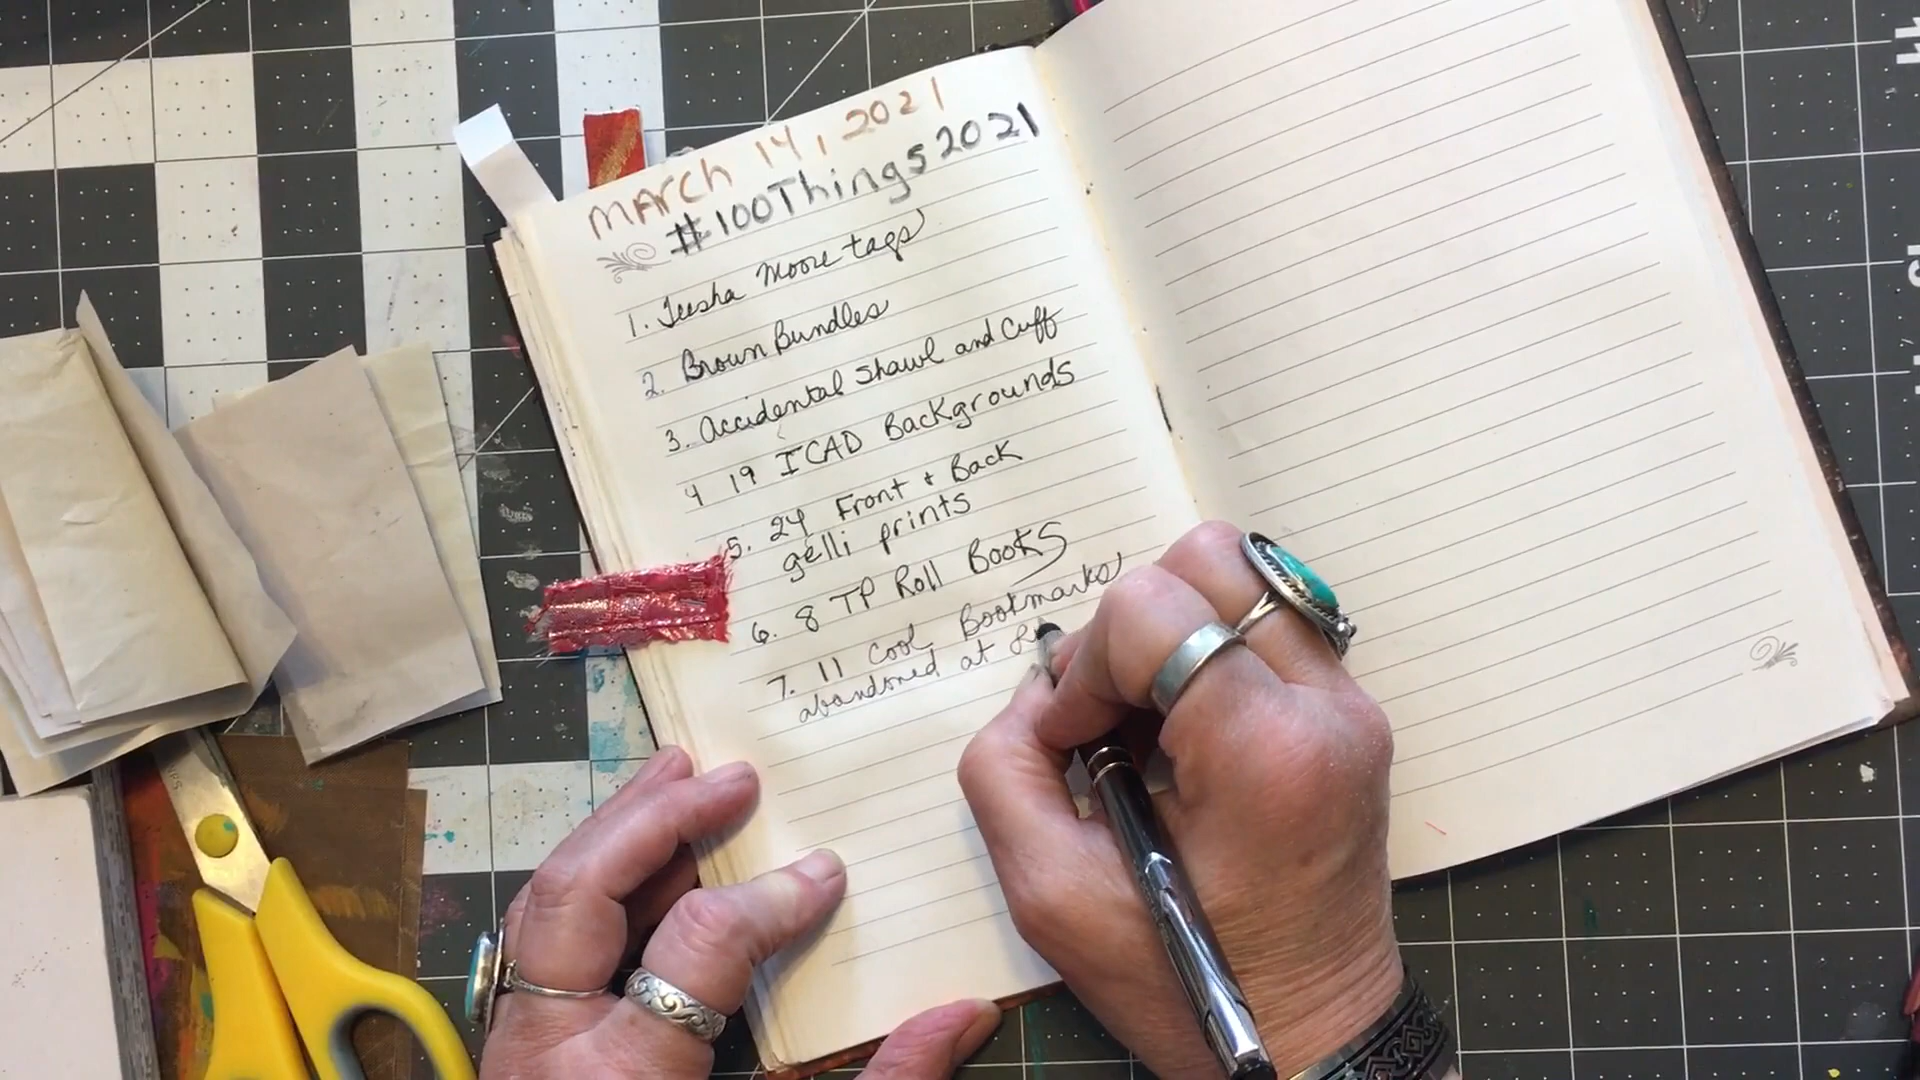 MARCH 14, 2021
#100Things2021
1. Teesha Moore tags
2. Brown Bundles
3. Accidental Shawl and Cuff
4 19 ICAD Backgrounds
5. 24 Front + Back
gelli prints
6. 8 TP Roll Books
7. 11 Cool Bookmarks
abandoned at